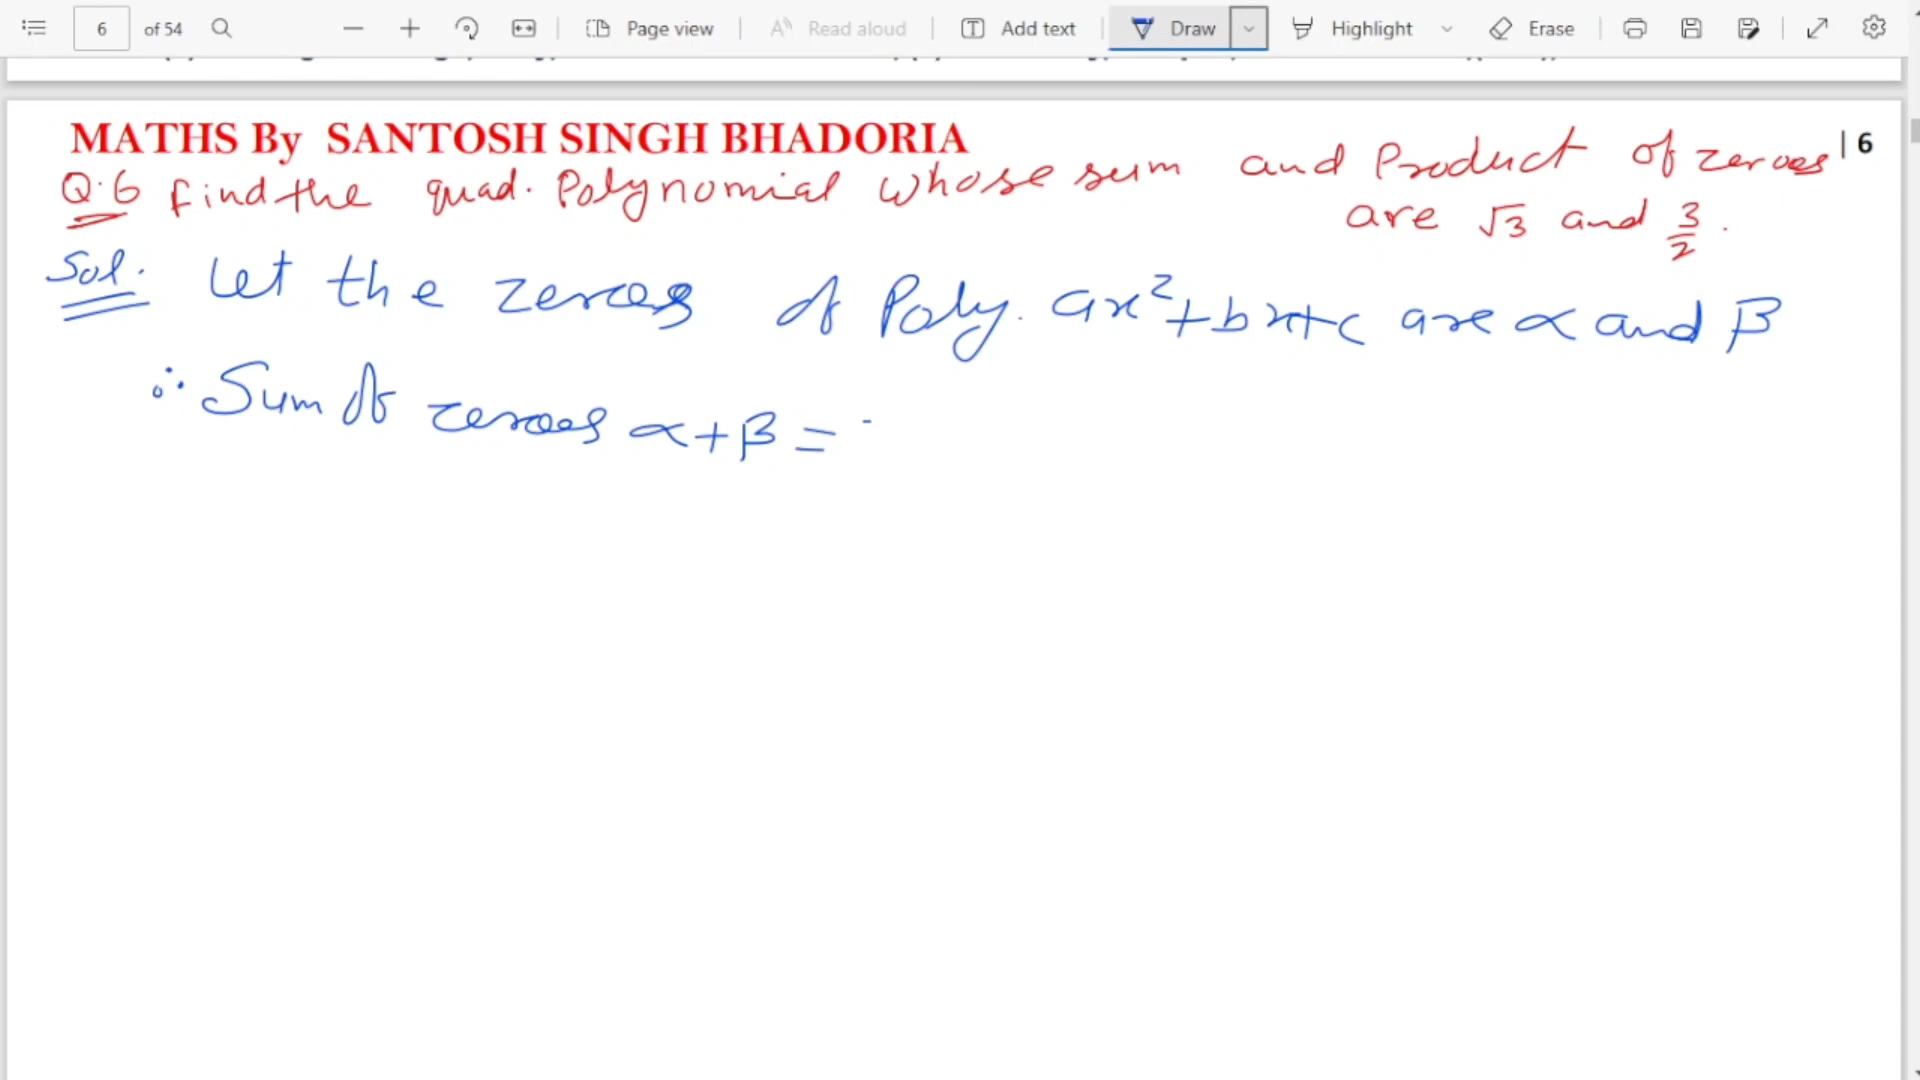 6 of 54 Page view Read aloud Add text Draw Highlight Erase
MATHS By SANTOSH SINGH BHADORIA | 6
Q.6 find the quad. Polynomial whose sum and Product of zeroes
are √3 and 3/2.
Sol. Let the zeroes of Poly. ax²+bx+c are α and β
∴ Sum of zeroes α+β = -